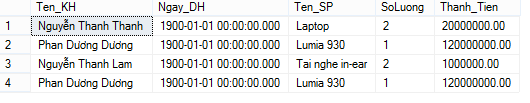 Ten_KH Ngay_DH Ten_SP SoLuong Thanh_Tien
1 Nguyễn Thanh Thanh 1900-01-01 00:00:00.000 Laptop 2 20000000.00
2 Phan Dương Dương 1900-01-01 00:00:00.000 Lumia 930 1 120000000.00
3 Nguyễn Thanh Lam 1900-01-01 00:00:00.000 Tai nghe in-ear 2 1000000.00
4 Phan Dương Dương 1900-01-01 00:00:00.000 Lumia 930 1 120000000.00